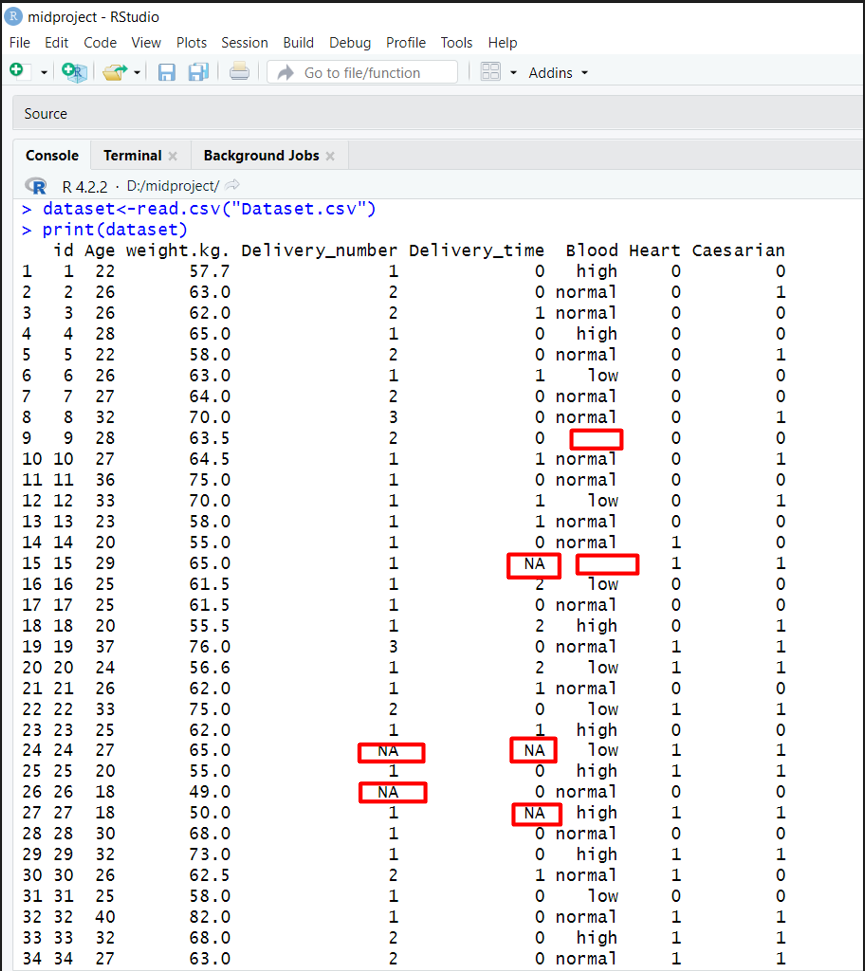 R midproject - RStudio
File Edit Code View Plots Session Build Debug Profile Tools Help
R Go to file/function Addins
Source
Console Terminal Background Jobs
R R 4.2.2 · D:/midproject/
> dataset<-read.csv("Dataset.csv")
> print(dataset)
id Age weight.kg. Delivery_number Delivery_time Blood Heart Caesarian
1 1 22 57.7 1 0 high 0 0
2 2 26 63.0 2 0 normal 0 1
3 3 26 62.0 2 1 normal 0 0
4 4 28 65.0 1 0 high 0 0
5 5 22 58.0 2 0 normal 0 1
6 6 26 63.0 1 1 low 0 0
7 7 27 64.0 2 0 normal 0 0
8 8 32 70.0 3 0 normal 0 1
9 9 28 63.5 2 0 0 0
10 10 27 64.5 1 1 normal 0 1
11 11 36 75.0 1 0 normal 0 0
12 12 33 70.0 1 1 low 0 1
13 13 23 58.0 1 1 normal 0 0
14 14 20 55.0 1 0 normal 1 0
15 15 29 65.0 1 NA 1 1
16 16 25 61.5 1 2 low 0 0
17 17 25 61.5 1 0 normal 0 0
18 18 20 55.5 1 2 high 0 1
19 19 37 76.0 3 0 normal 1 1
20 20 24 56.6 1 2 low 1 1
21 21 26 62.0 1 1 normal 0 0
22 22 33 75.0 2 0 low 1 1
23 23 25 62.0 1 1 high 0 0
24 24 27 65.0 NA NA low 1 1
25 25 20 55.0 1 0 high 1 1
26 26 18 49.0 NA 0 normal 0 0
27 27 18 50.0 1 NA high 1 1
28 28 30 68.0 1 0 normal 0 0
29 29 32 73.0 1 0 high 1 1
30 30 26 62.5 2 1 normal 1 0
31 31 25 58.0 1 0 low 0 0
32 32 40 82.0 1 0 normal 1 1
33 33 32 68.0 2 0 high 1 1
34 34 27 63.0 2 0 normal 1 1